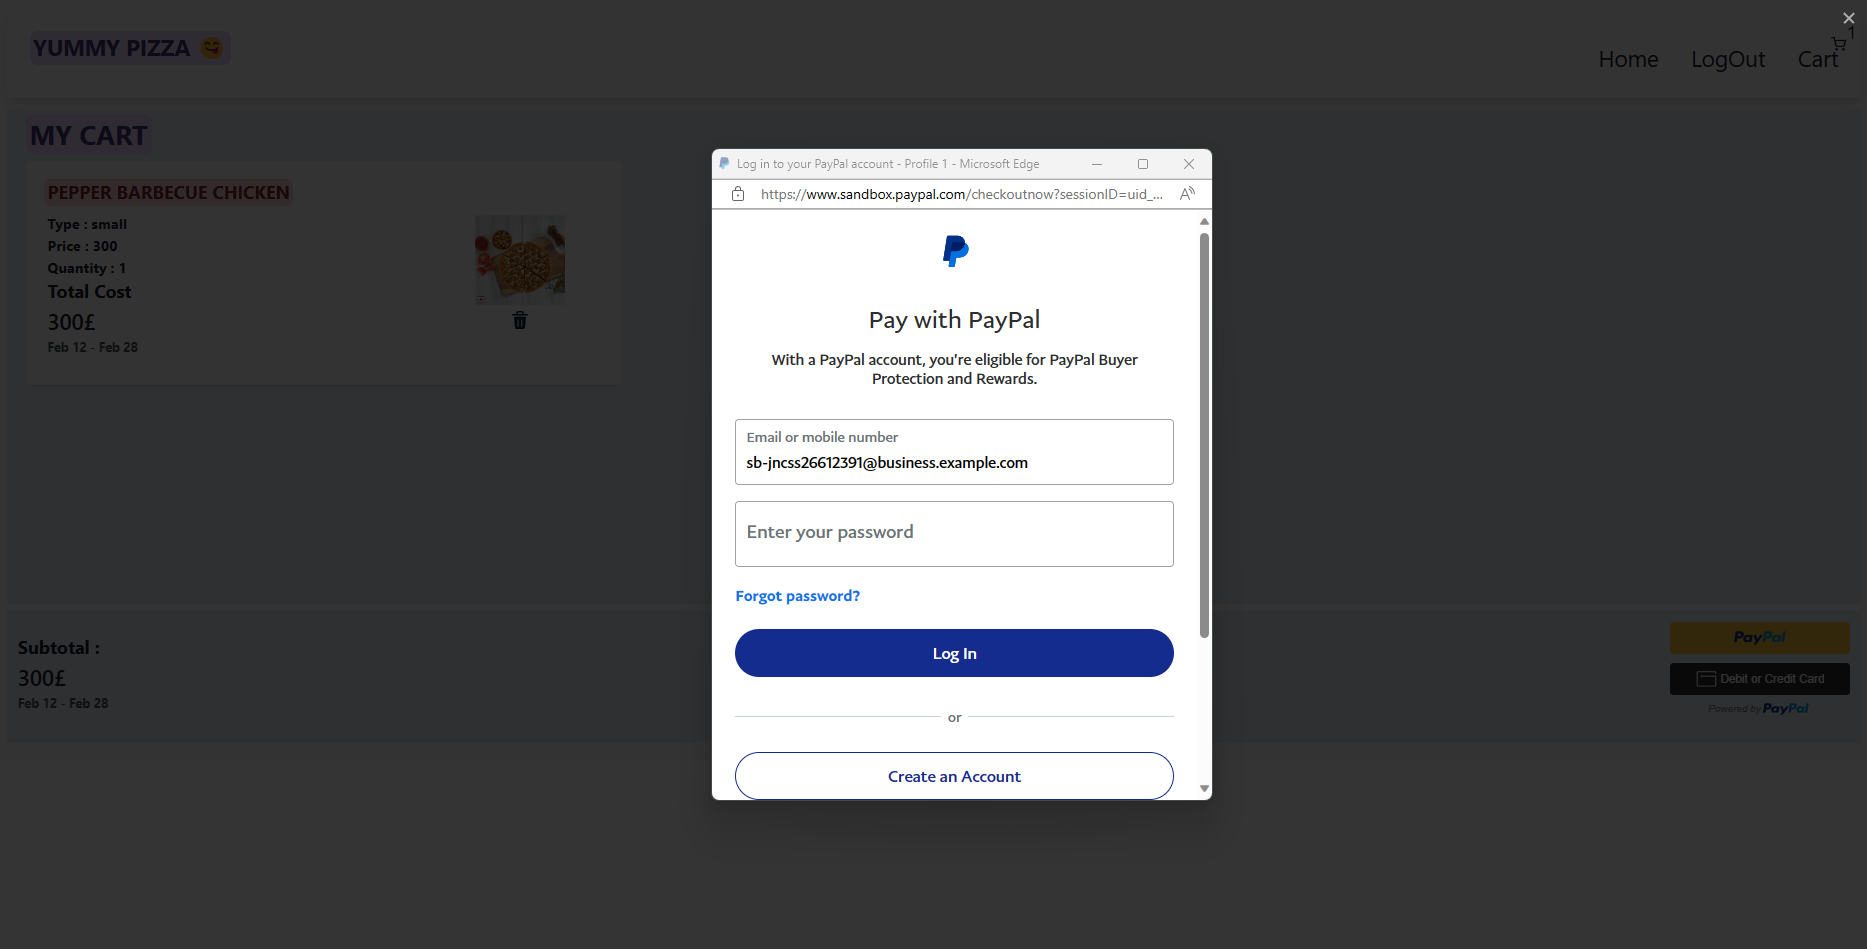 YUMMY PIZZA 😋
Home LogOut Cart 1
MY CART
PEPPER BARBECUE CHICKEN
Type : small
Price : 300
Quantity : 1
Total Cost
300£
Feb 12 - Feb 28
Subtotal :
300£
Feb 12 - Feb 28
PayPal
Debit or Credit Card
Powered by PayPal
Log in to your PayPal account - Profile 1 - Microsoft Edge
https://www.sandbox.paypal.com/checkoutnow?sessionID=uid_...
Pay with PayPal
With a PayPal account, you're eligible for PayPal Buyer
Protection and Rewards.
Email or mobile number
sb-jncss26612391@business.example.com
Enter your password
Forgot password?
Log In
or
Create an Account